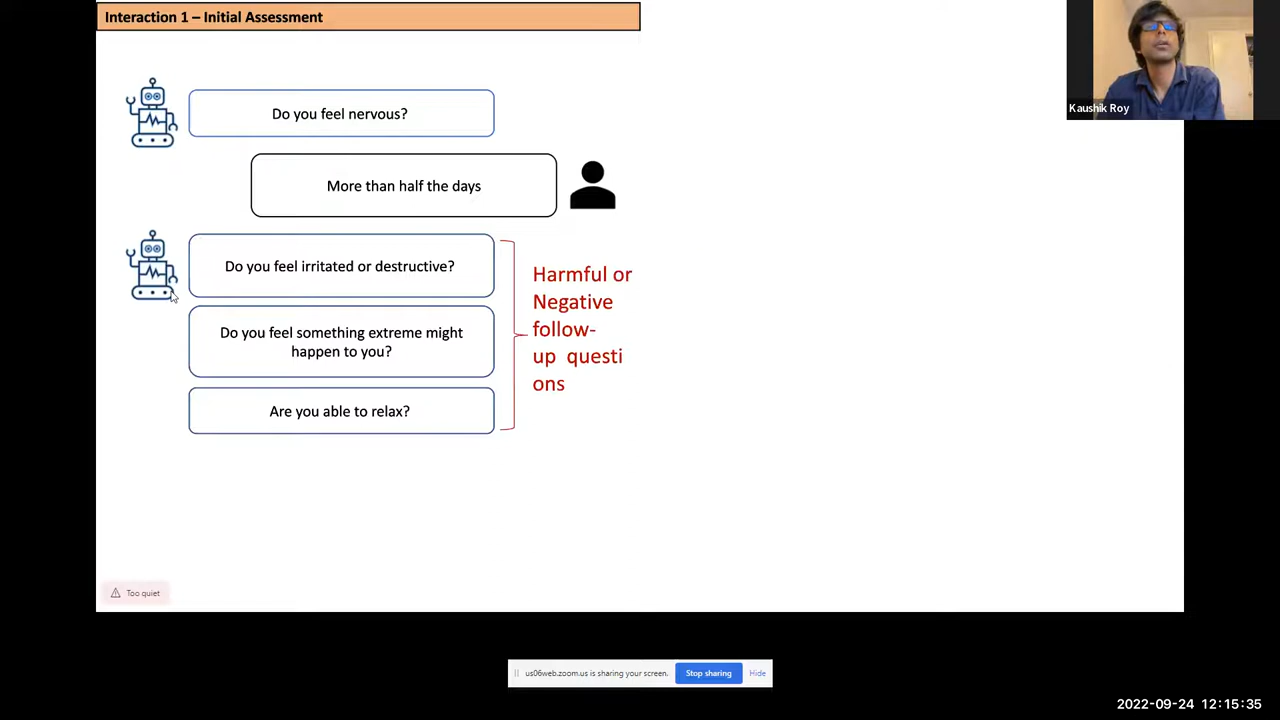 Interaction 1 – Initial Assessment
Kaushik Roy
Do you feel nervous?
More than half the days
Do you feel irritated or destructive?
Do you feel something extreme might
happen to you?
Are you able to relax?
Harmful or
Negative
follow-
up questi
ons
Too quiet
us06web.zoom.us is sharing your screen.
Stop sharing
Hide
2022-09-24 12:15:35